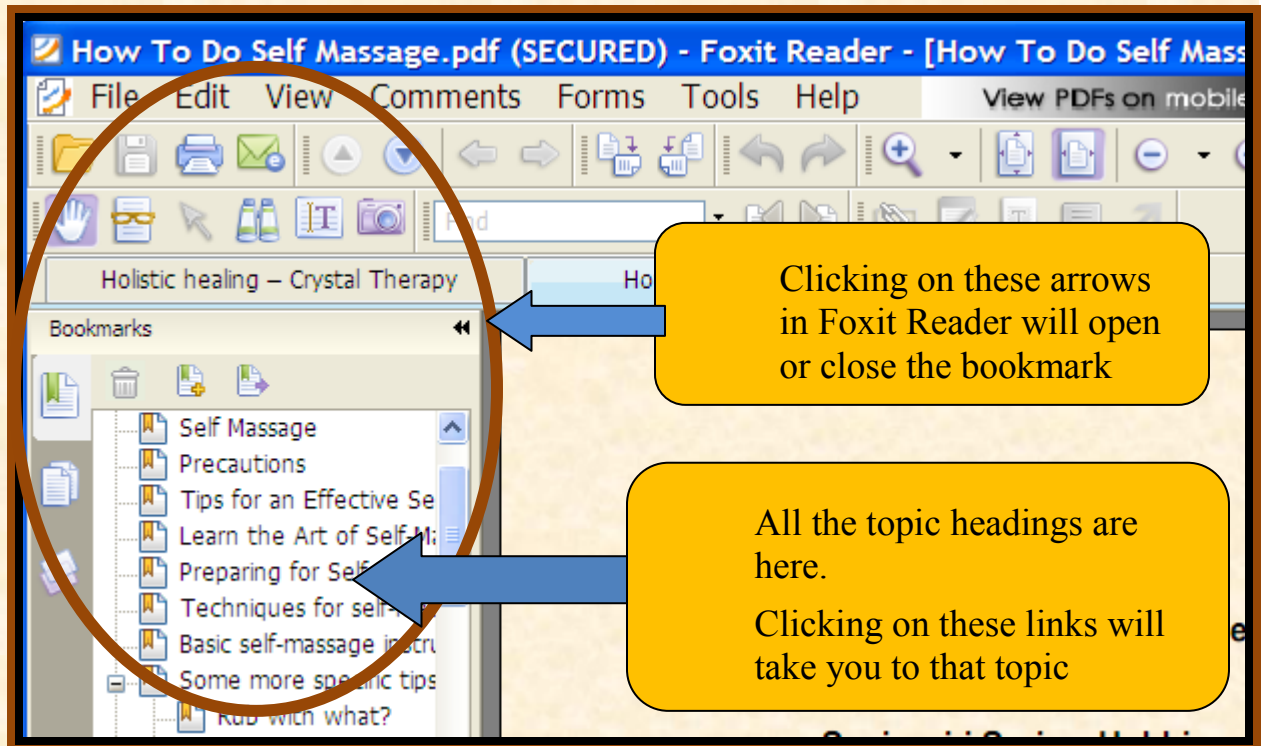 How To Do Self Massage.pdf (SECURED) - Foxit Reader - [How To Do Self Mass
File Edit View Comments Forms Tools Help View PDFs on mobile
Find
Holistic healing – Crystal Therapy Ho
Bookmarks
Clicking on these arrows
in Foxit Reader will open
or close the bookmark
Self Massage
Precautions
Tips for an Effective Se
Learn the Art of Self-Ma
Preparing for Sel
Techniques for self-
Basic self-massage instru
Some more specific tips
Rub with what?
All the topic headings are
here.
Clicking on these links will
take you to that topic